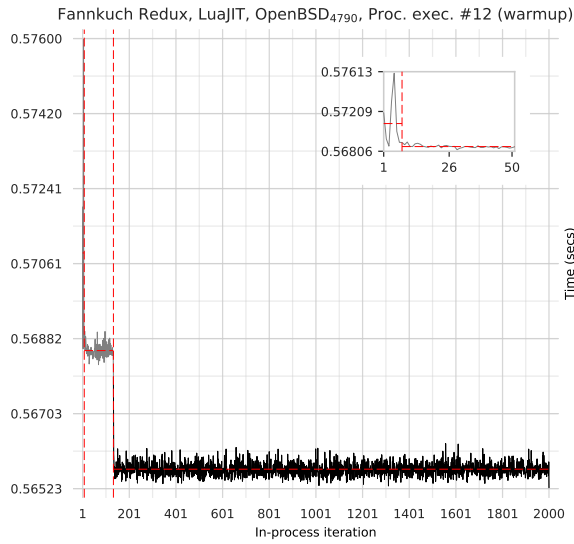 Fannkuch Redux, LuaJIT, OpenBSD₄₇₉₀, Proc. exec. #12 (warmup)
0.57600
0.57420
0.57241
0.57061
0.56882
0.56703
0.56523
0.57613
0.57209
0.56806
1 26 50
Time (secs)
1 201 401 601 801 1001 1201 1401 1600 1800 2000
In-process iteration